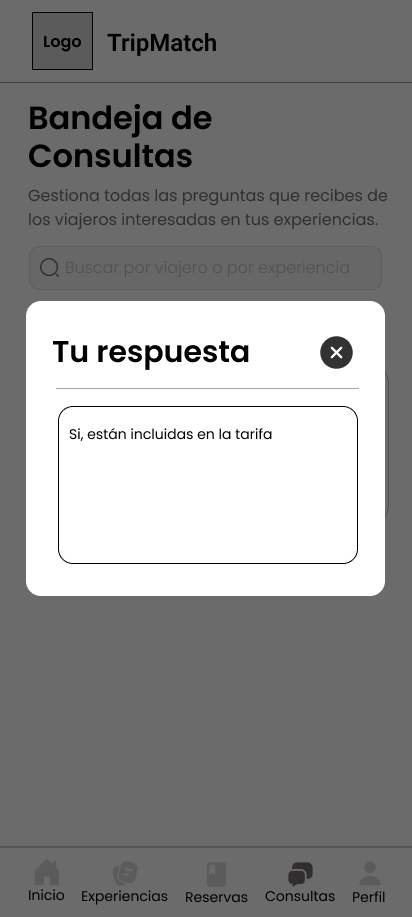 Logo
TripMatch
Bandeja de
Consultas
Gestiona todas las preguntas que recibes de
los viajeros interesadas en tus experiencias.
Buscar por viajero o por experiencia
Tu respuesta
Si, están incluidas en la tarifa
Inicio
Experiencias
Reservas
Consultas
Perfil